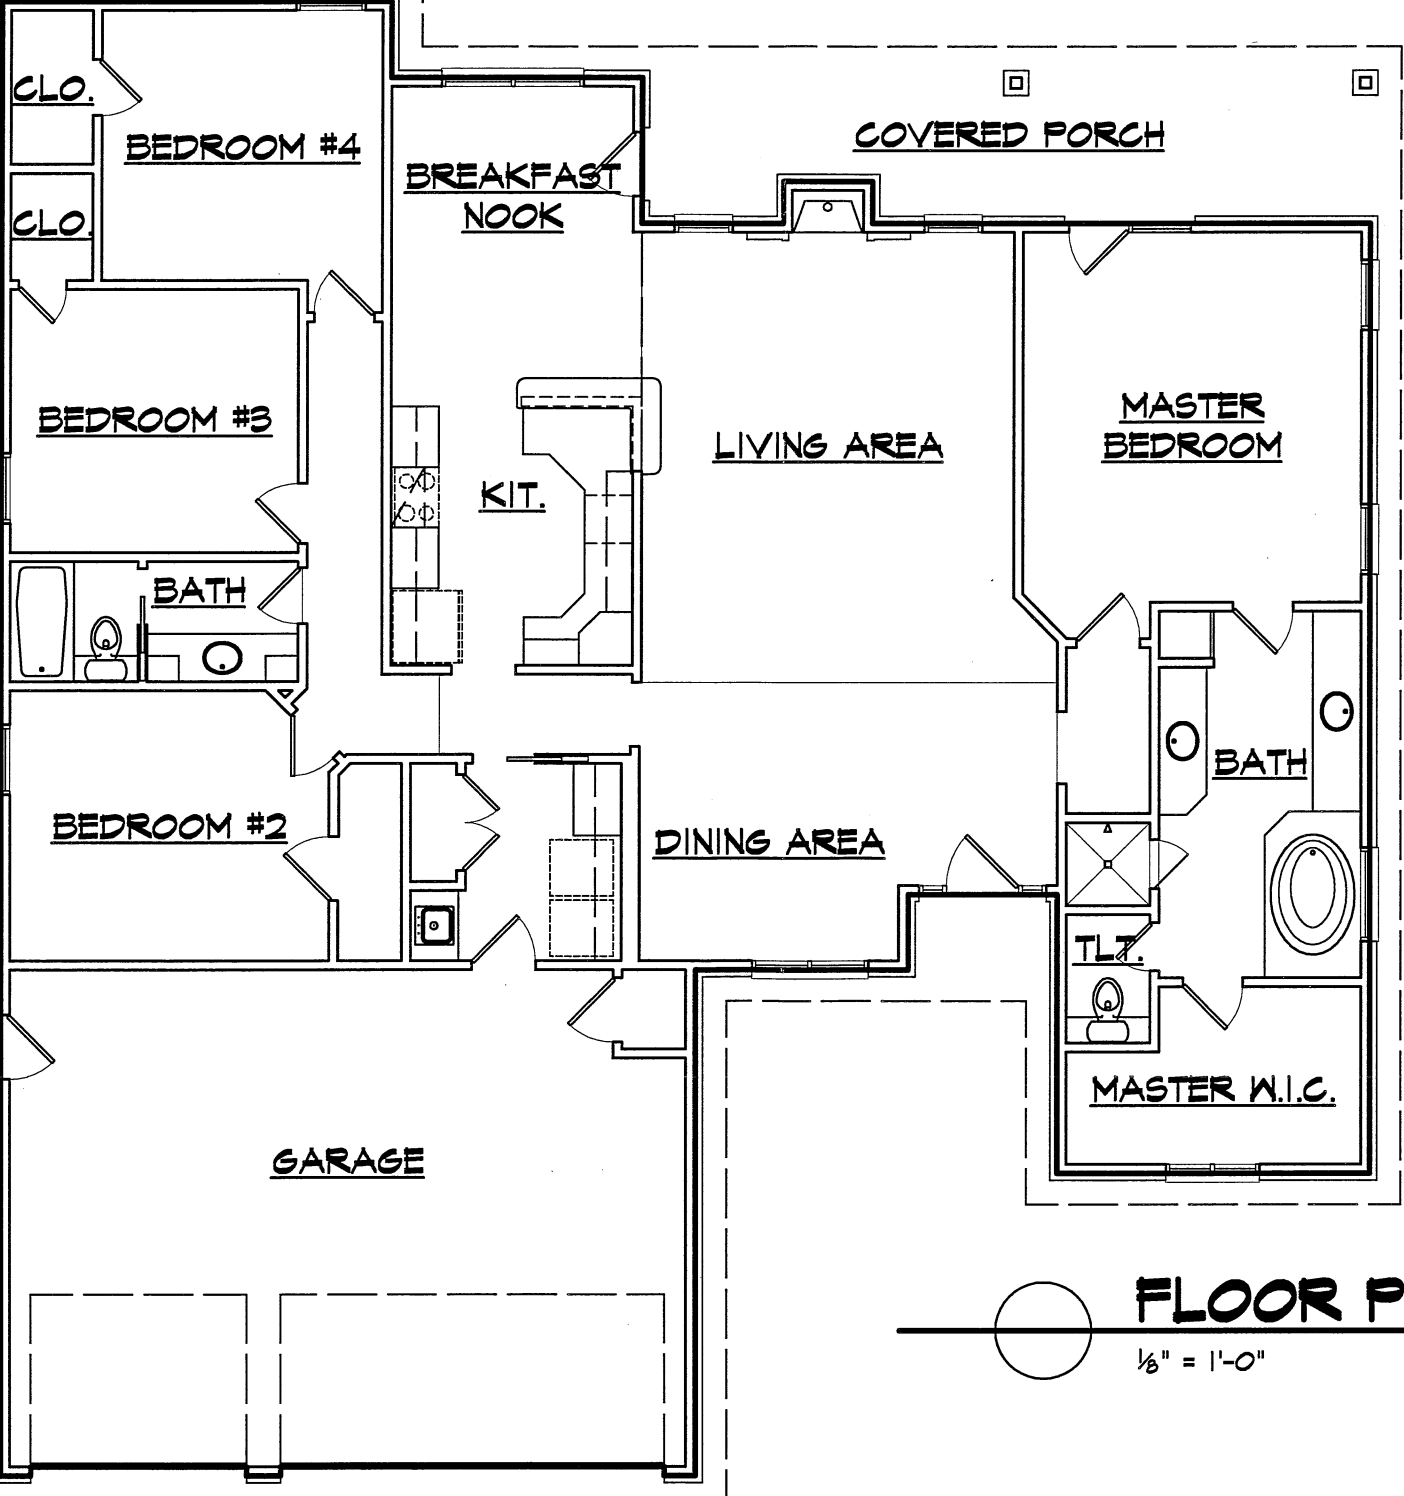 CLO.
BEDROOM #4
COVERED PORCH
BREAKFAST
NOOK
CLO.
MASTER
BEDROOM
BEDROOM #3
LIVING AREA
KIT.
BATH
BATH
BEDROOM #2
DINING AREA
TLT.
MASTER W.I.C.
GARAGE
FLOOR P
1/8" = 1'-0"